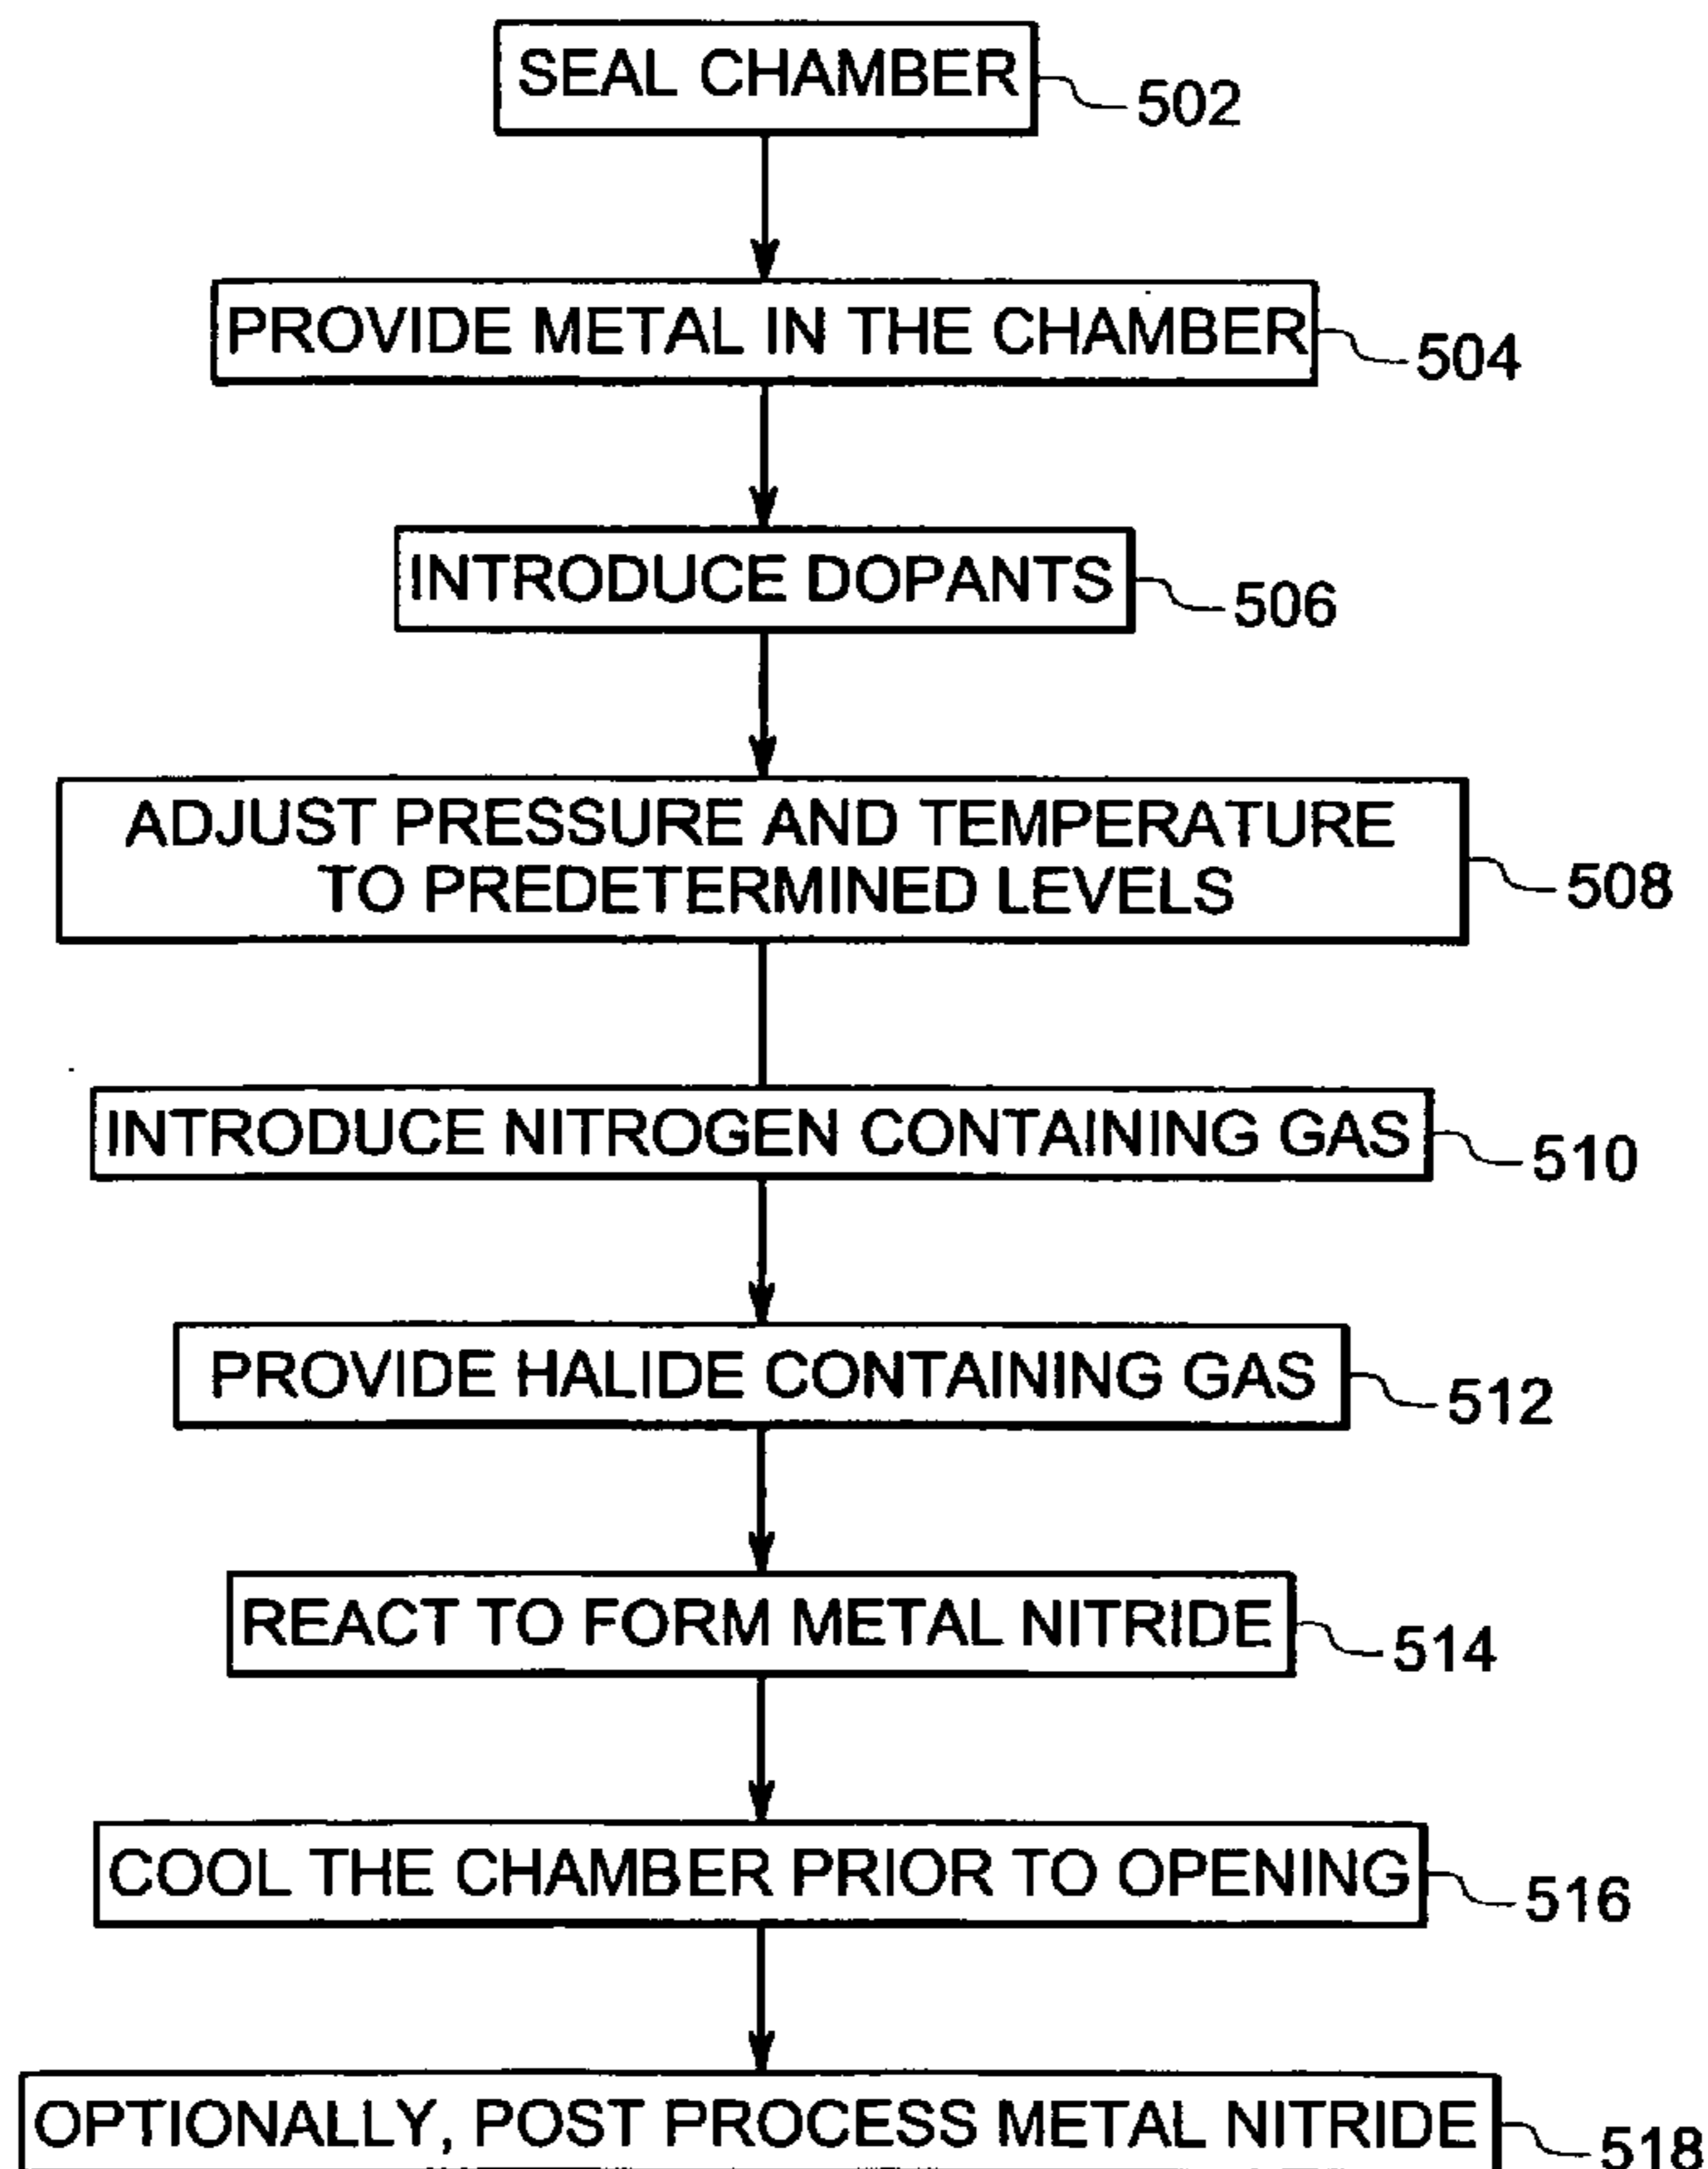 SEAL CHAMBER
502
PROVIDE METAL IN THE CHAMBER
504
INTRODUCE DOPANTS
506
ADJUST PRESSURE AND TEMPERATURE
TO PREDETERMINED LEVELS
508
INTRODUCE NITROGEN CONTAINING GAS
510
PROVIDE HALIDE CONTAINING GAS
512
REACT TO FORM METAL NITRIDE
514
COOL THE CHAMBER PRIOR TO OPENING
516
OPTIONALLY, POST PROCESS METAL NITRIDE
518